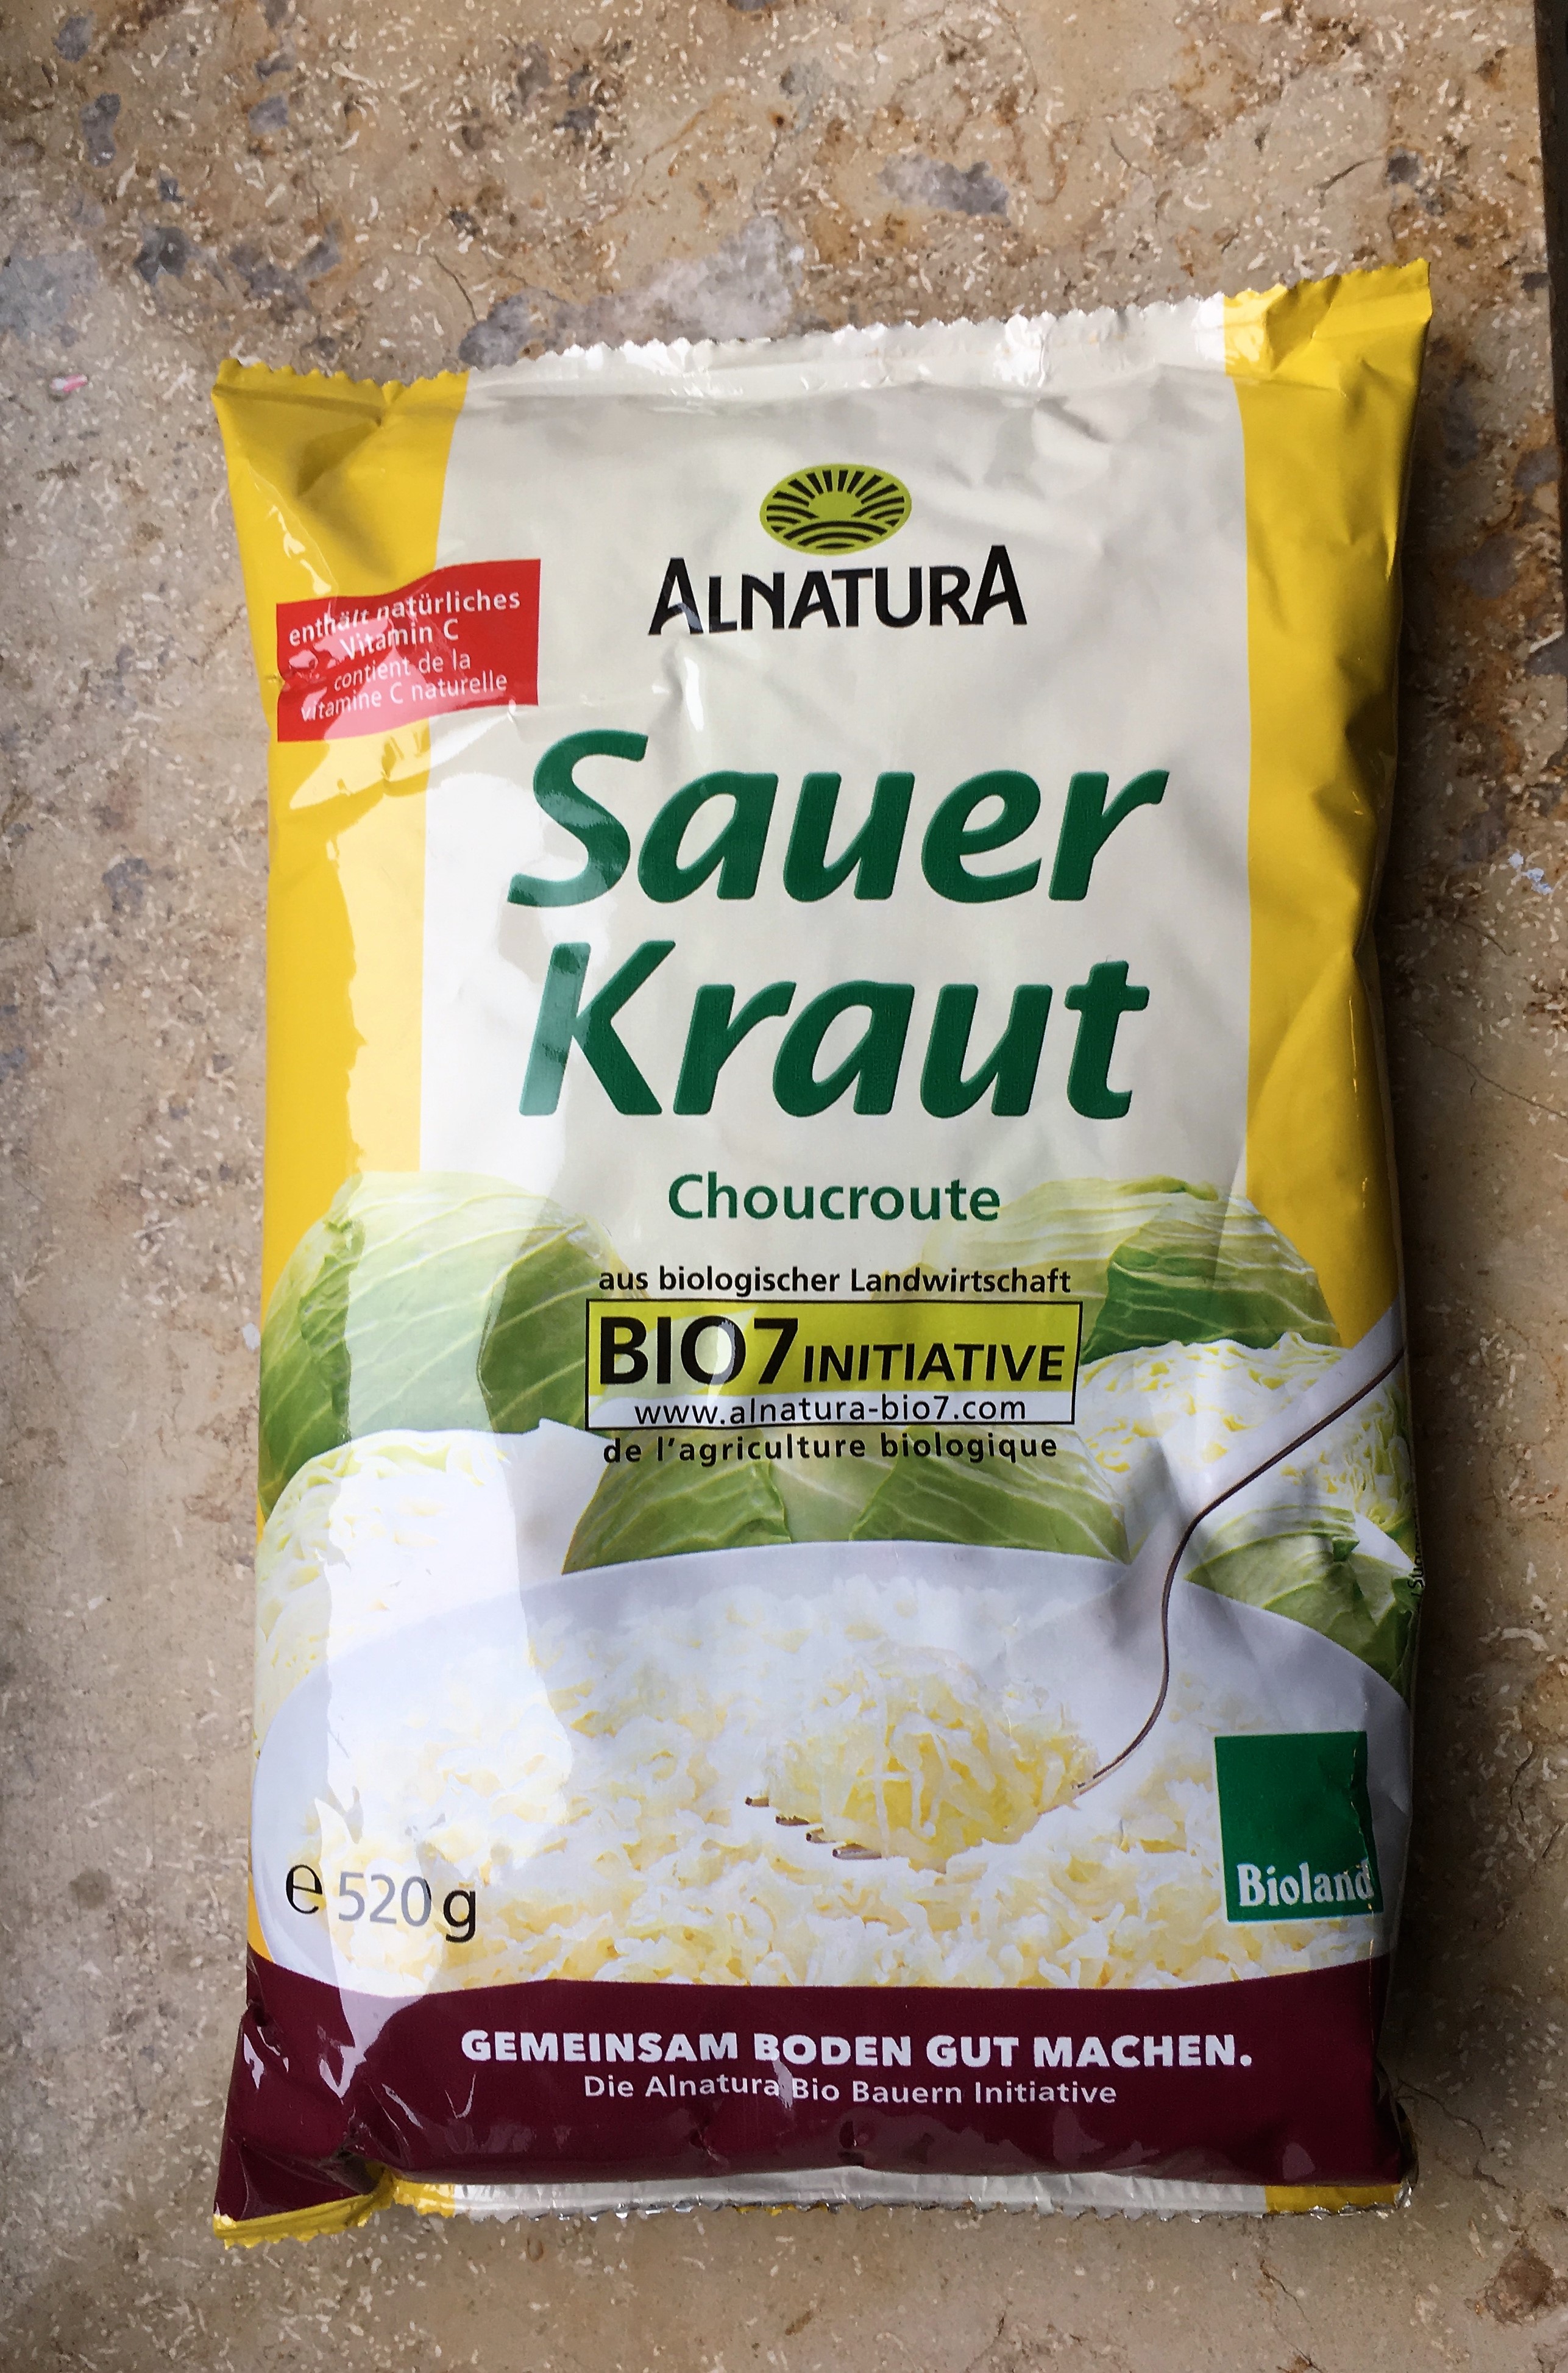 ALNATURA
enthält natürliches
Vitamin C
contient de la
vitamine C naturelle
Sauer
Kraut
Choucroute
aus biologischer Landwirtschaft
BIO7 INITIATIVE
www.alnatura-bio7.com
de l'agriculture biologique
Bioland
e 520g
GEMEINSAM BODEN GUT MACHEN.
Die Alnatura Bio Bauern Initiative